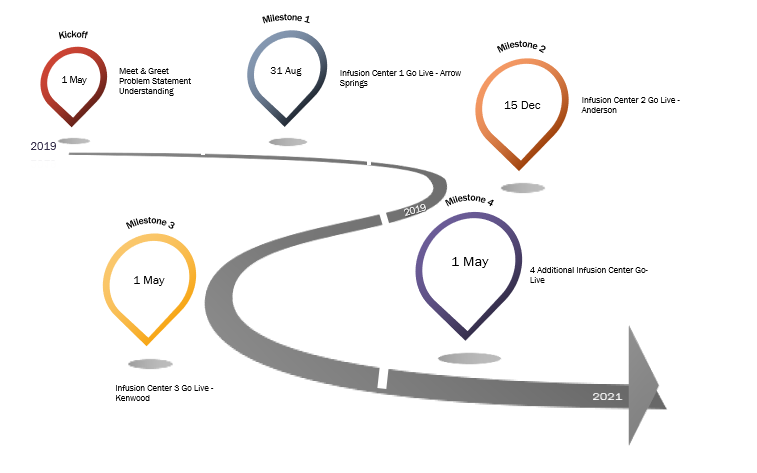 Kickoff
1 May
Meet & Greet
Problem Statement
Understanding
Milestone 1
31 Aug
Infusion Center 1 Go Live - Arrow
Springs
Milestone 2
15 Dec
Infusion Center 2 Go Live -
Anderson
2019
2019
Milestone 3
1 May
Infusion Center 3 Go Live -
Kenwood
Milestone 4
1 May
4 Additional Infusion Center Go-
Live
2021